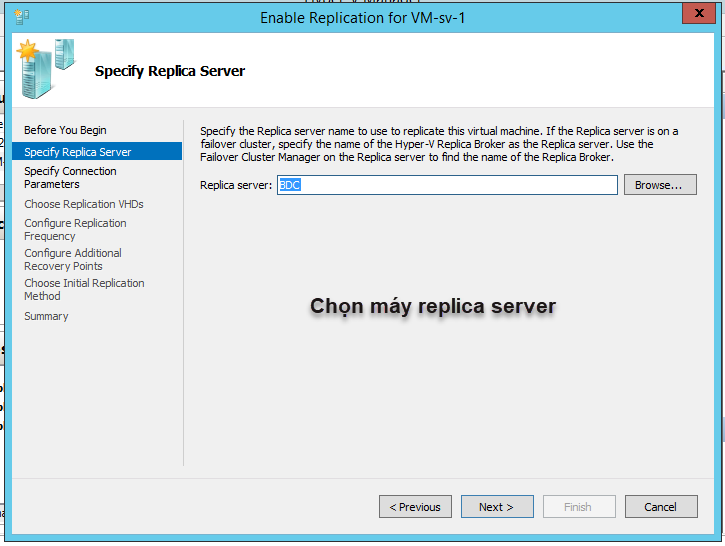 Enable Replication for VM-sv-1
X
Specify Replica Server
Before You Begin
Specify Replica Server
Specify Connection
Parameters
Choose Replication VHDs
Configure Replication
Frequency
Configure Additional
Recovery Points
Choose Initial Replication
Method
Summary
Specify the Replica server name to use to replicate this virtual machine. If the Replica server is on a
failover cluster, specify the name of the Hyper-V Replica Broker as the Replica server. Use the
Failover Cluster Manager on the Replica server to find the name of the Replica Broker.
Replica server: BDC Browse...
Chọn máy replica server
< Previous Next > Finish Cancel